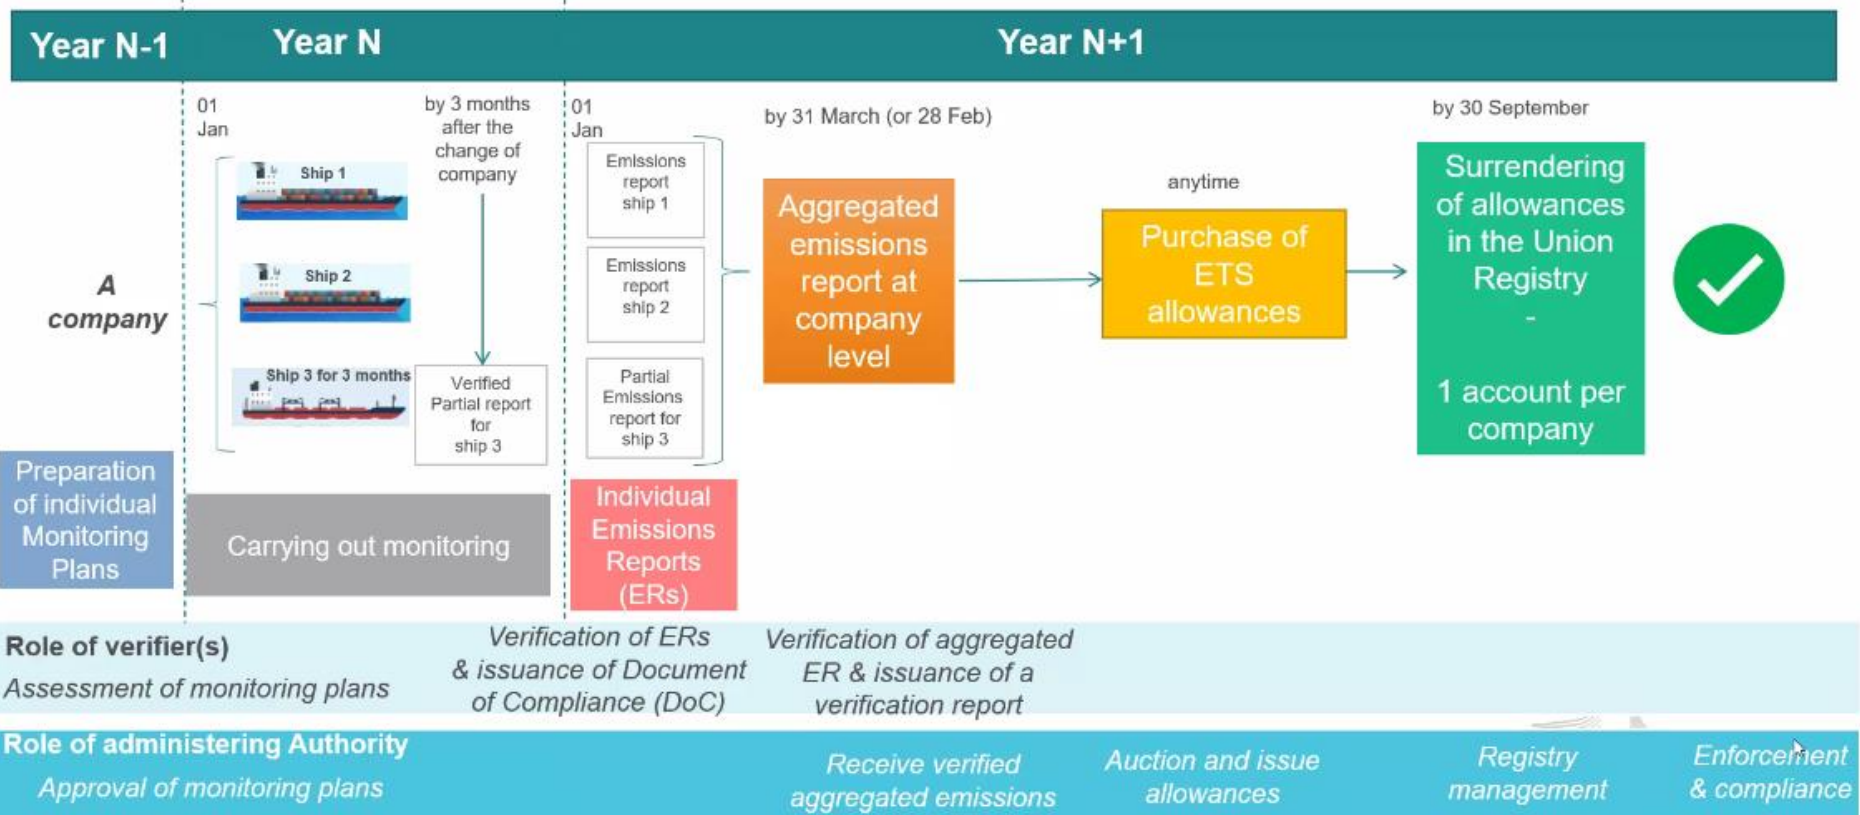 Year N-1
Year N
Year N+1
01
Jan
by 3 months
after the
change of
company
01
Jan
by 31 March (or 28 Feb)
by 30 September
A
company
Ship 1
Ship 2
Ship 3 for 3 months
Verified
Partial report
for
ship 3
Emissions
report
ship 1
Emissions
report
ship 2
Partial
Emissions
report for
ship 3
Aggregated
emissions
report at
company
level
anytime
Purchase of
ETS
allowances
Surrendering
of allowances
in the Union
Registry
-
1 account per
company
Preparation
of individual
Monitoring
Plans
Carrying out monitoring
Individual
Emissions
Reports
(ERs)
Role of verifier(s)
Assessment of monitoring plans
Verification of ERs
& issuance of Document
of Compliance (DoC)
Verification of aggregated
ER & issuance of a
verification report
Role of administering Authority
Approval of monitoring plans
Receive verified
aggregated emissions
Auction and issue
allowances
Registry
management
Enforcement
& compliance